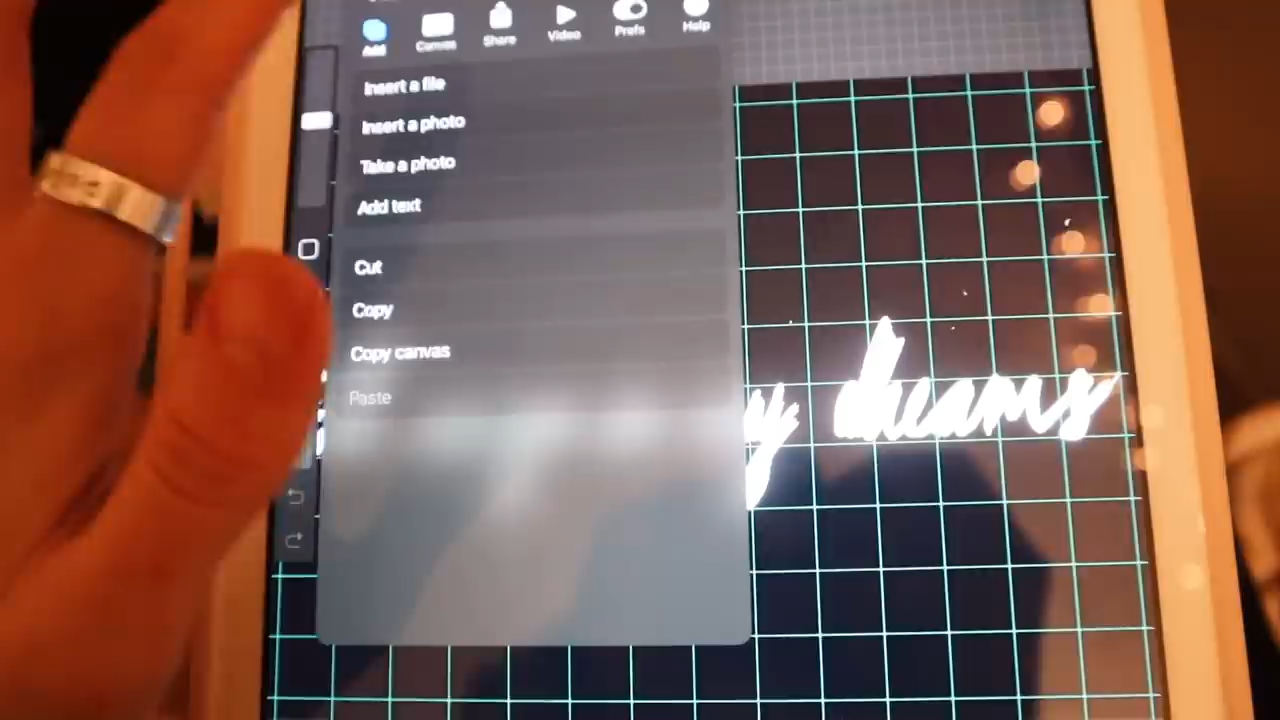 Add Canvas Share Video Prefs Help
Insert a file
Insert a photo
Take a photo
Add text
Cut
Copy
Copy canvas
Paste
y dreams